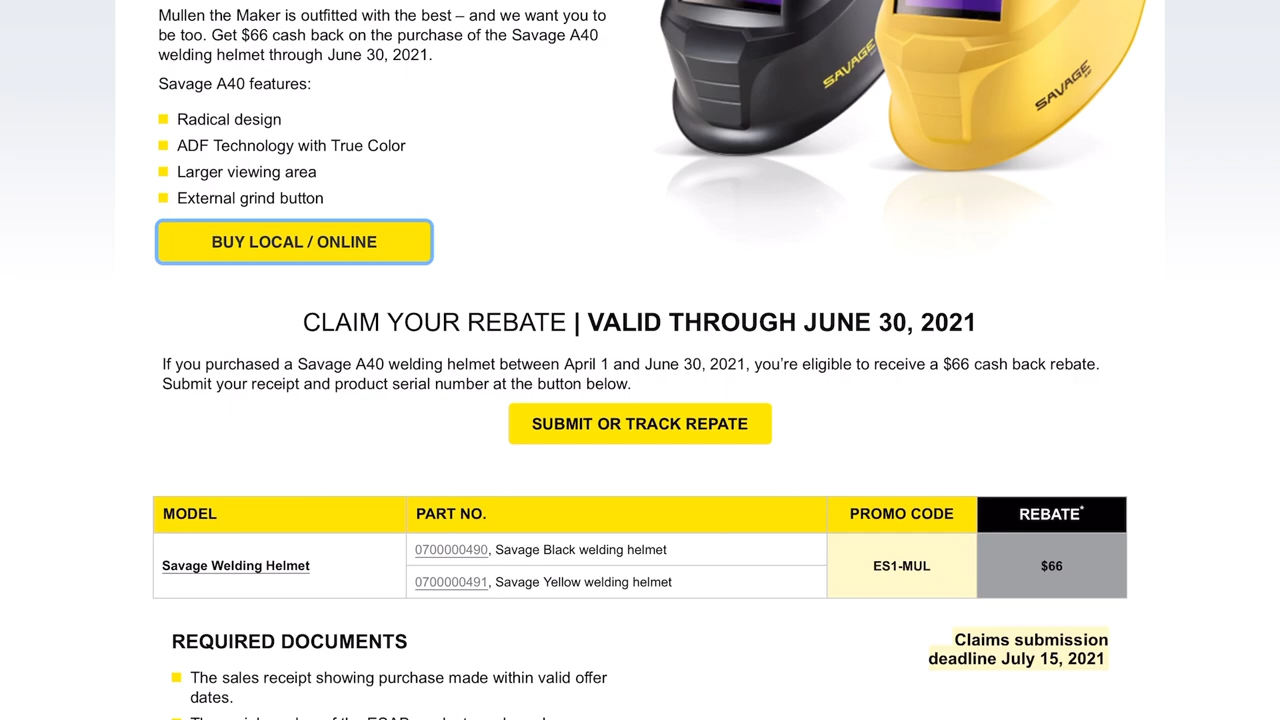 Mullen the Maker is outfitted with the best – and we want you to
be too. Get $66 cash back on the purchase of the Savage A40
welding helmet through June 30, 2021.
Savage A40 features:
Radical design
ADF Technology with True Color
Larger viewing area
External grind button
BUY LOCAL / ONLINE
SAVAGE
SAVAGE
CLAIM YOUR REBATE | VALID THROUGH JUNE 30, 2021
If you purchased a Savage A40 welding helmet between April 1 and June 30, 2021, you're eligible to receive a $66 cash back rebate.
Submit your receipt and product serial number at the button below.
SUBMIT OR TRACK REPATE
MODEL PART NO. PROMO CODE REBATE*
Savage Welding Helmet
0700000490, Savage Black welding helmet
0700000491, Savage Yellow welding helmet
ES1-MUL
$66
REQUIRED DOCUMENTS
The sales receipt showing purchase made within valid offer
dates.
Claims submission
deadline July 15, 2021